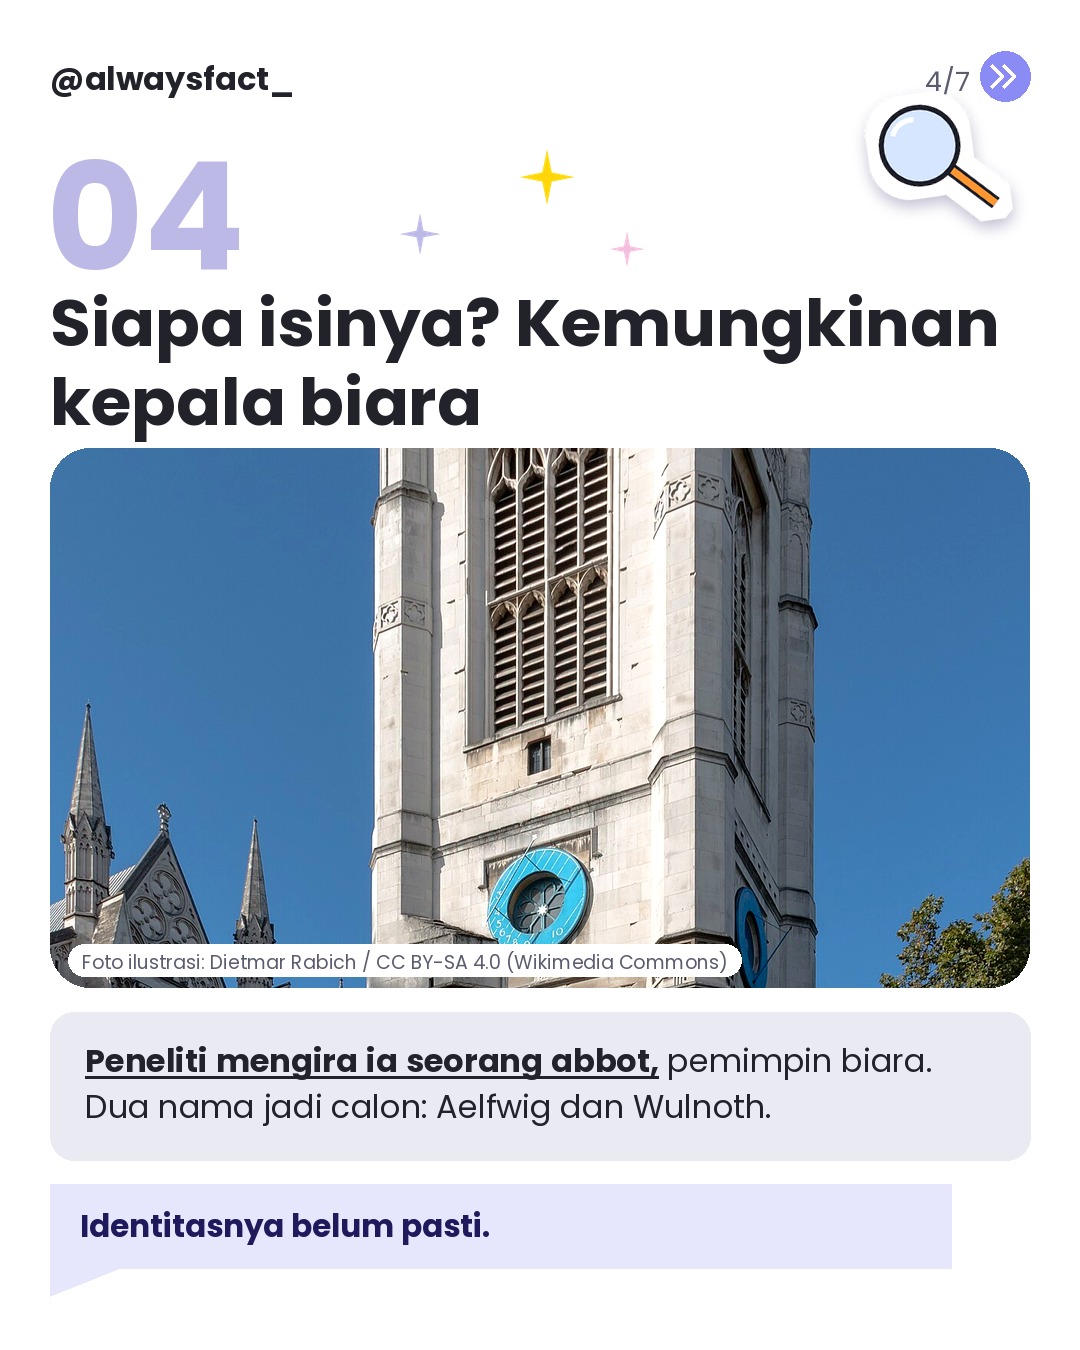 @alwaysfact_
4/7
04
Siapa isinya? Kemungkinan
kepala biara
Foto ilustrasi: Dietmar Rabich / CC BY-SA 4.0 (Wikimedia Commons)
Peneliti mengira ia seorang abbot, pemimpin biara.
Dua nama jadi calon: Aelfwig dan Wulnoth.
Identitasnya belum pasti.